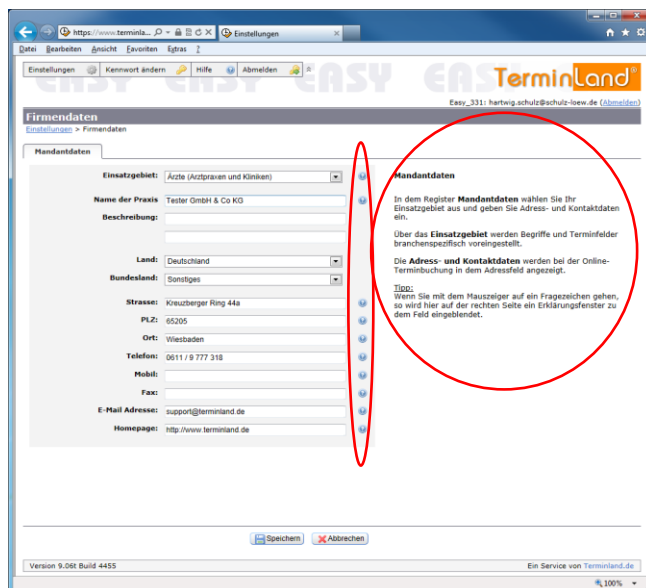 https://www.terminla...
Einstellungen
Datei Bearbeiten Ansicht Favoriten Extras ?
Einstellungen Kennwort ändern Hilfe Abmelden
EASY EASY EASY EASY
TerminLand®
Easy_331: hartwig.schulz@schulz-loew.de (Abmelden)
Firmendaten
Einstellungen > Firmendaten
Mandantdaten
Einsatzgebiet: Ärzte (Arztpraxen und Kliniken)
Name der Praxis Tester GmbH & Co KG
Beschreibung:
Land: Deutschland
Bundesland: Sonstiges
Strasse: Kreuzberger Ring 44a
PLZ: 65205
Ort: Wiesbaden
Telefon: 0611 / 9 777 318
Mobil:
Fax:
E-Mail Adresse: support@terminland.de
Homepage: http://www.terminland.de
Mandantdaten
In dem Register Mandantdaten wählen Sie Ihr
Einsatzgebiet aus und geben Sie Adress- und Kontaktdaten
ein.
Über das Einsatzgebiet werden Begriffe und Terminfelder
branchenspezifisch voreingestellt.
Die Adress- und Kontaktdaten werden bei der Online-
Terminbuchung in dem Adressfeld angezeigt.
Tipp:
Wenn Sie mit dem Mauszeiger auf ein Fragezeichen gehen,
so wird hier auf der rechten Seite ein Erklärungsfenster zu
dem Feld eingeblendet.
Speichern Abbrechen
Version 9.06t Build 4455
Ein Service von Terminland.de
100%